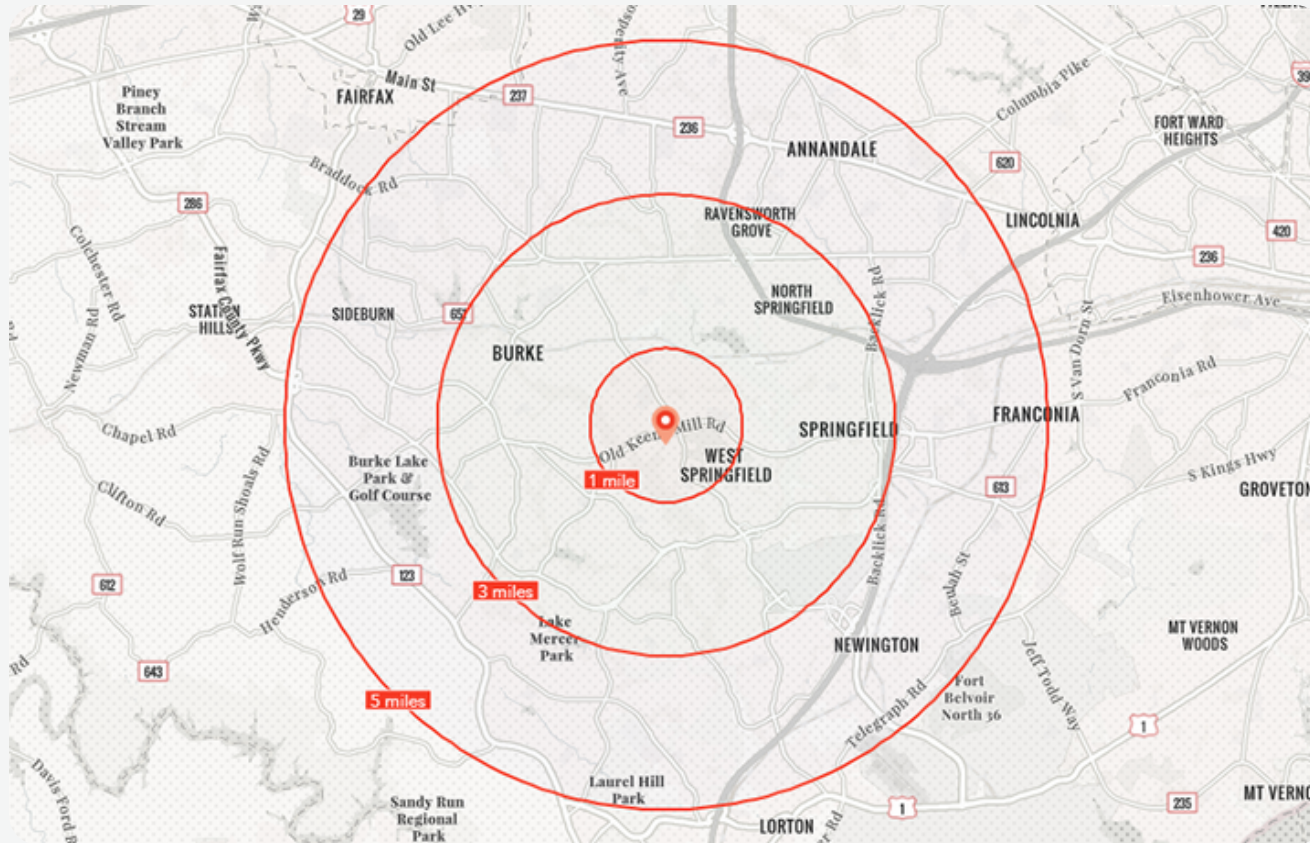 29
Old Lee
Main St
FAIRFAX
237
236
Columbia Pike
Piney
Branch
Stream
Valley Park
ANNANDALE
FORT WARD
HEIGHTS
620
Braddock Rd
286
RAVENSWORTH
GROVE
LINCOLNIA
420
236
Colchester Rd
Fairfax County Pkwy
Backlick Rd
Eisenhower Ave
NORTH
SPRINGFIELD
SIDEBURN
HILLS
S Van Dorn St
Newman Rd
BURKE
Franconia Rd
FRANCONIA
Chapel Rd
Mill Rd
SPRINGFIELD
WEST
SPRINGFIELD
1 mile
Burke Lake
Park &
Golf Course
S Kings Hwy
613
GROVETON
Clifton Rd
Wolf Run Shoals Rd
Backlick Rd
123
612
3 miles
Henderson Rd
Beulah St
Lake
Mercer
Park
NEWINGTON
MT VERNON
WOODS
Rd
643
5 miles
Jeff Todd Way
Fort
Belvoir
North 36
Telegraph Rd
1
Laurel Hill
Park
1
235
MT
Davis Ford
Sandy Run
Regional
Park
LORTON
Rd